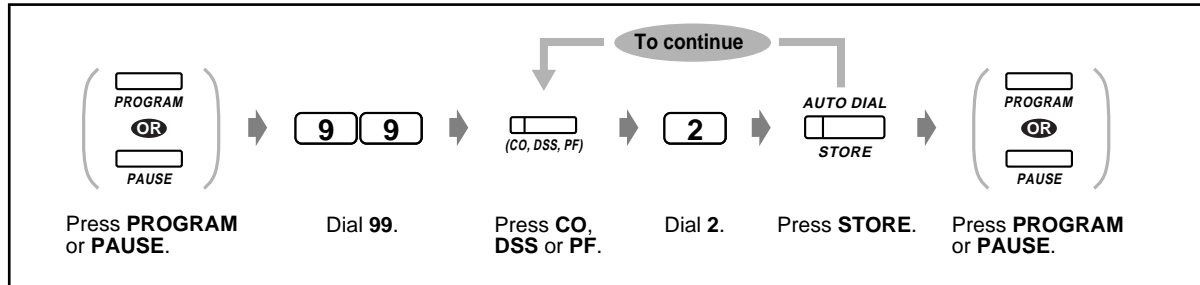 To continue
PROGRAM
OR
PAUSE
9 9
(CO, DSS, PF)
2
AUTO DIAL
STORE
PROGRAM
OR
PAUSE
Press PROGRAM
or PAUSE.
Dial 99.
Press CO,
DSS or PF.
Dial 2.
Press STORE.
Press PROGRAM
or PAUSE.